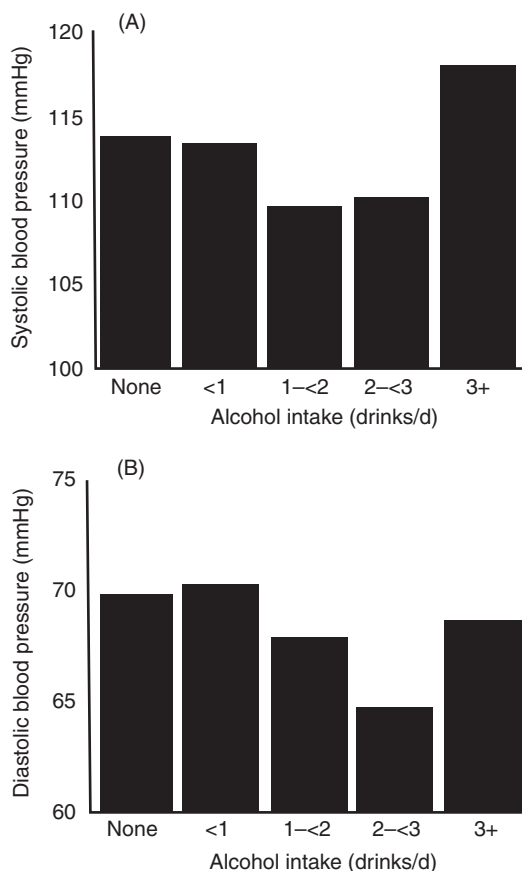 (A)
Systolic blood pressure (mmHg)
120
115
110
105
100
None <1 1–<2 2–<3 3+
Alcohol intake (drinks/d)
(B)
Diastolic blood pressure (mmHg)
75
70
65
60
None <1 1–<2 2–<3 3+
Alcohol intake (drinks/d)